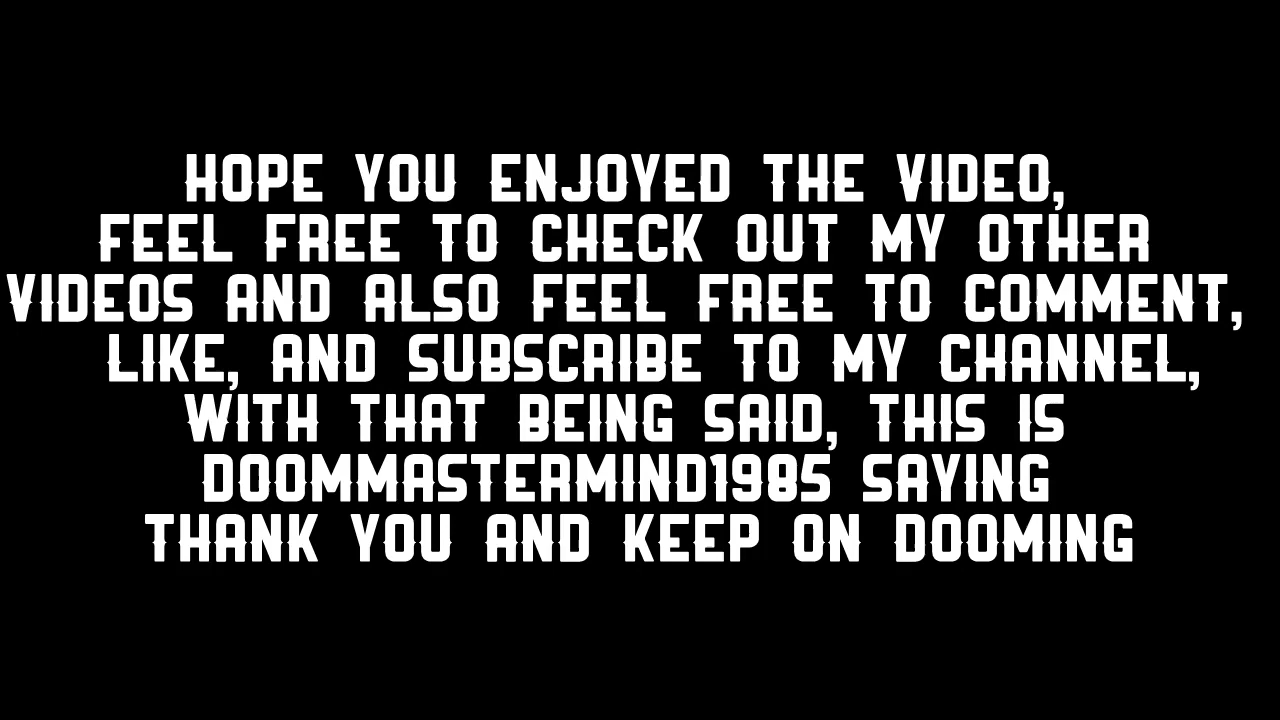 HOPE YOU ENJOYED THE VIDEO,
FEEL FREE TO CHECK OUT MY OTHER
VIDEOS AND ALSO FEEL FREE TO COMMENT,
LIKE, AND SUBSCRIBE TO MY CHANNEL,
WITH THAT BEING SAID, THIS IS
DOOMMASTERMIND1985 SAYING
THANK YOU AND KEEP ON DOOMING